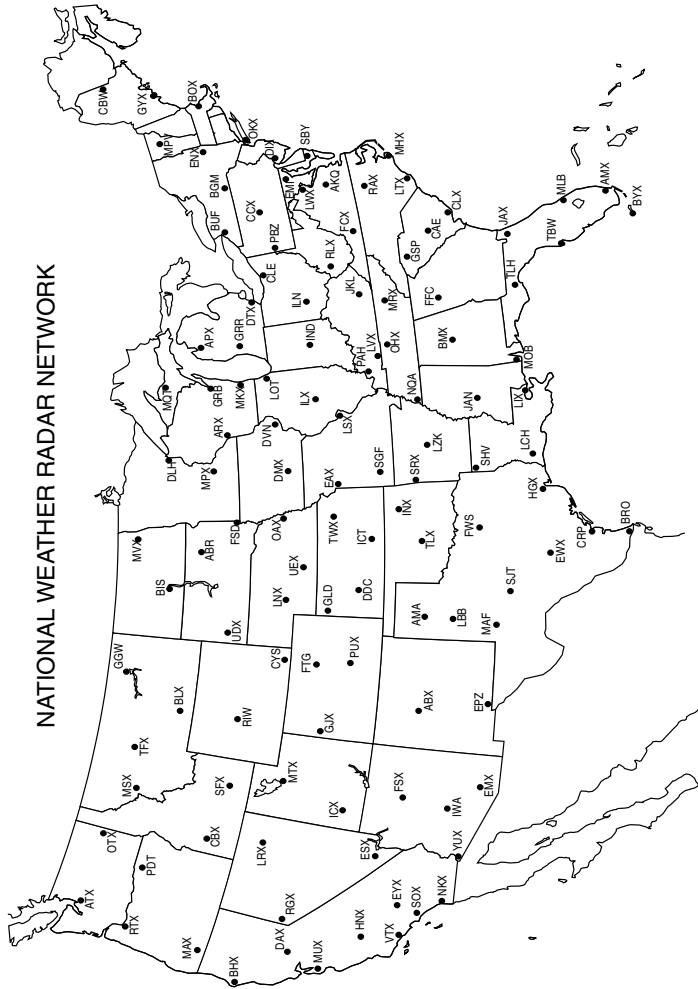 NATIONAL WEATHER RADAR NETWORK
CBW
GYX
BOX
MPV
ENX
OKX
BGM
BUF
CCX
DIX
SBY
EMI
LWX
AKQ
MHX
RAX
LTX
FCX
PBZ
CLE
RLX
ILN
JKL
MRX
GSP
CAE
CLX
JAX
MLB
AMX
BYX
TBW
TLH
FFC
BMX
MOB
DTX
APX
GRR
IND
LVX
PAH
OHX
NQA
MQT
GRB
MKX
LOT
ILX
JAN
LIX
ARX
DVN
LSX
DLH
MPX
DMX
EAX
SGF
SRX
LZK
SHV
LCH
HGX
MVX
ABR
FSD
OAX
TWX
ICT
INX
TLX
FWS
CRP
BRO
EWX
BIS
UEX
LNX
GLD
DDC
SJT
UDX
AMA
LBB
MAF
GGW
CYS
FTG
PUX
BLX
RIW
GJX
ABX
EPZ
TFX
MSX
SFX
MTX
ICX
FSX
IWA
EMX
OTX
CBX
PDT
LRX
ESX
YUX
ATX
RTX
MAX
RGX
DAX
BHX
MUX
HNX
EYX
VTX
SOX
NKX